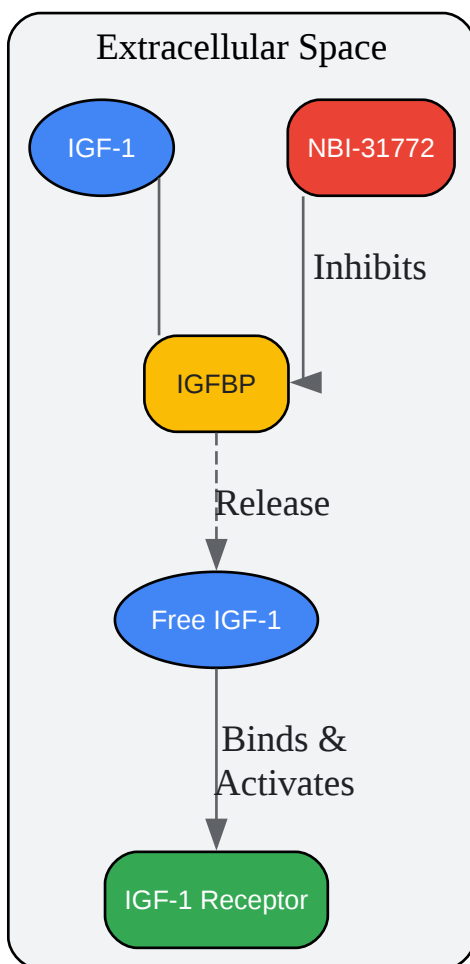 Extracellular Space
IGF-1
NBI-31772
Inhibits
IGFBP
Release
Free IGF-1
Binds &
Activates
IGF-1 Receptor